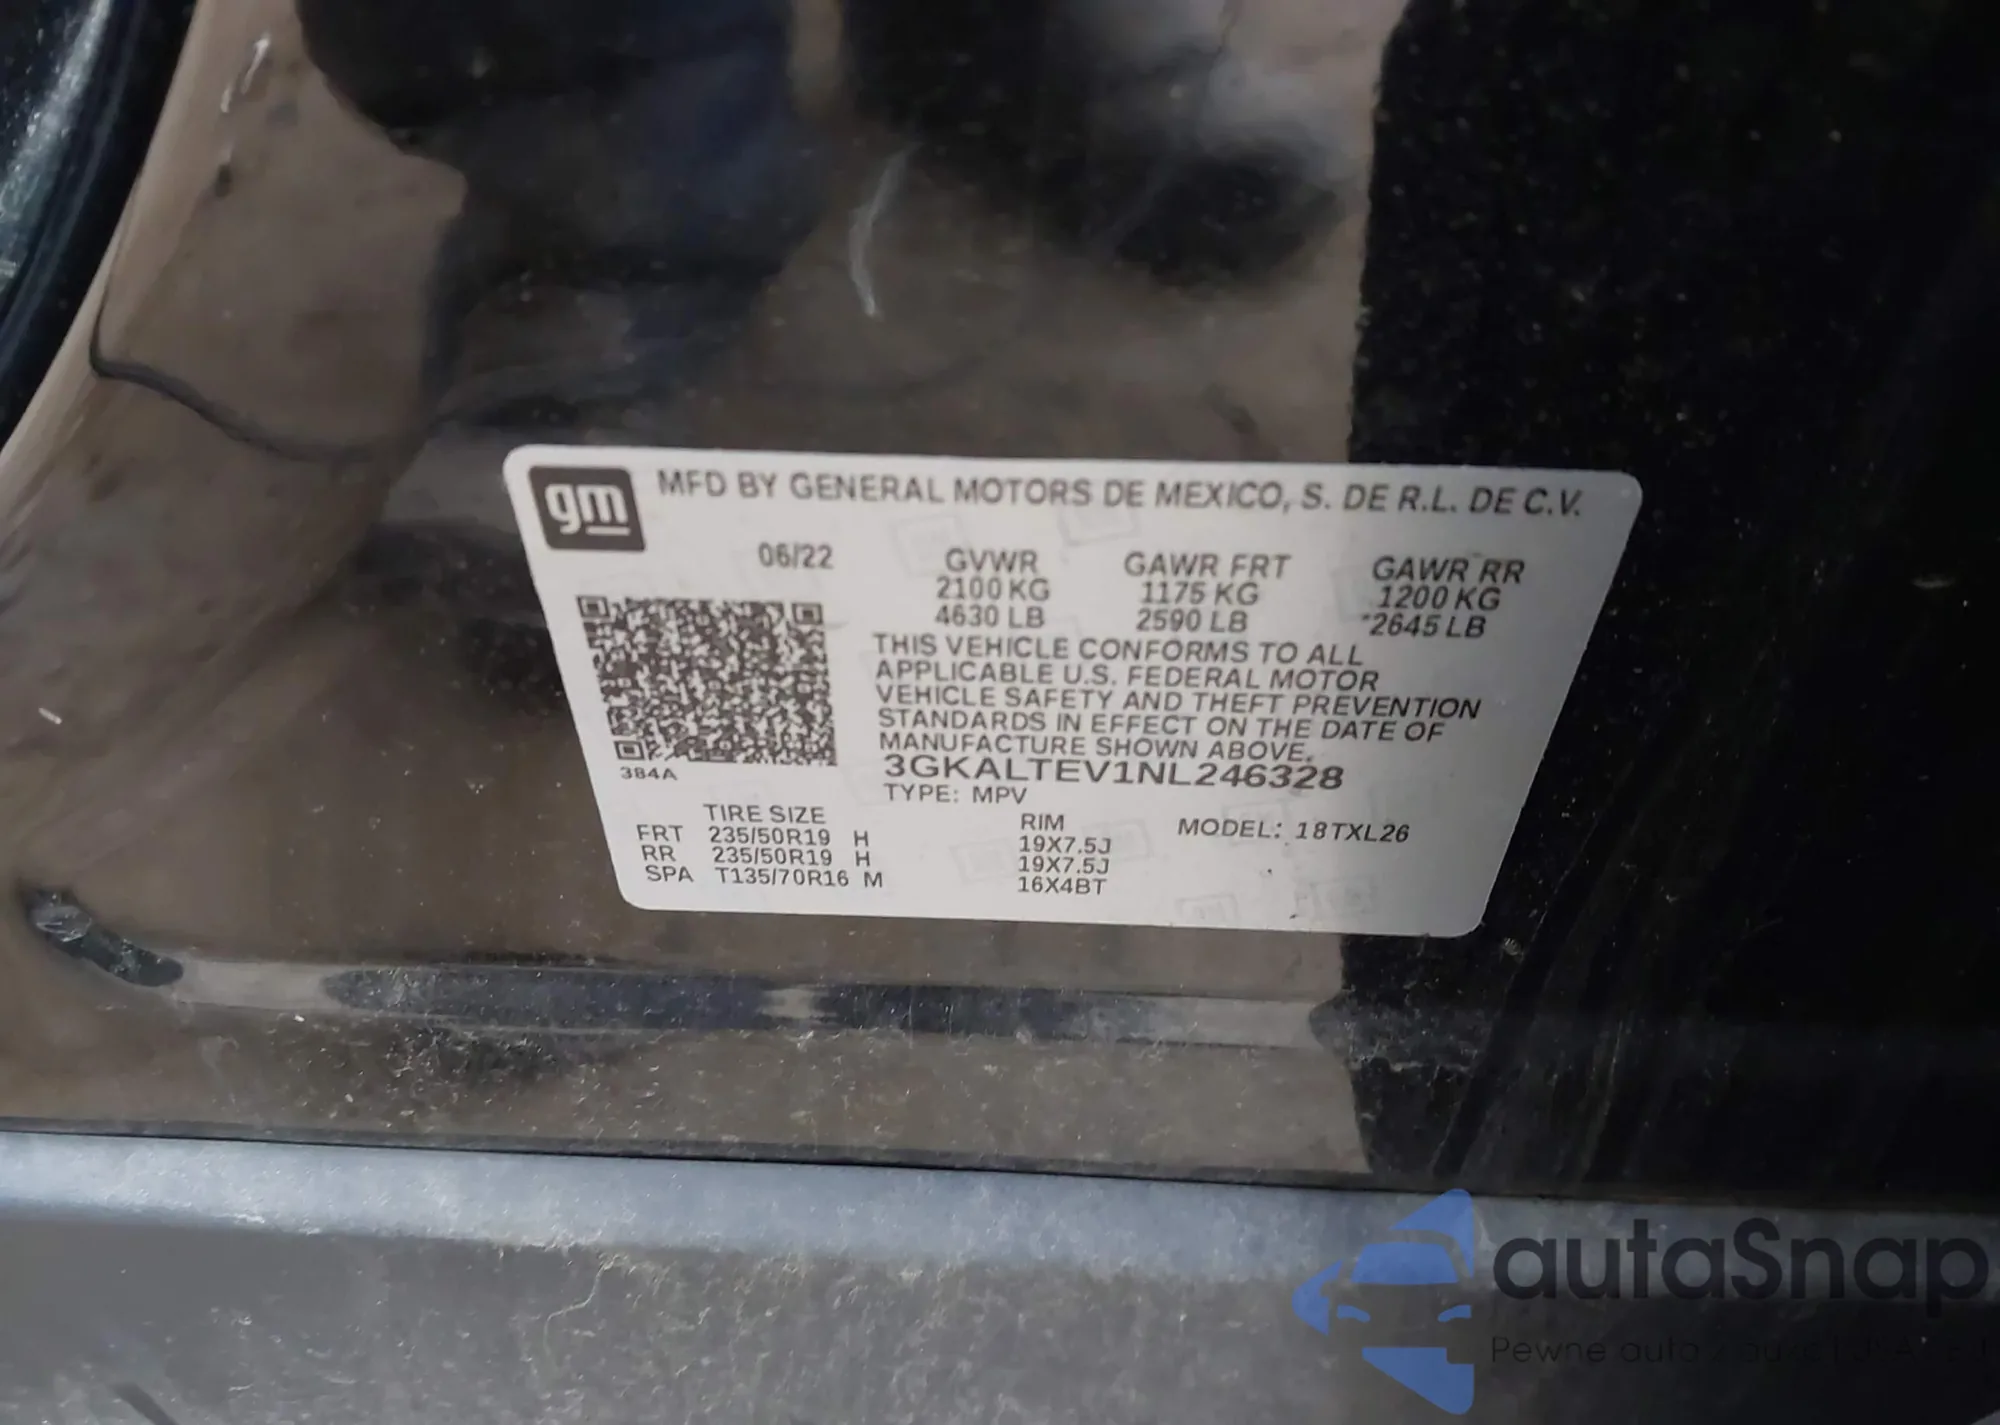 gm MFD BY GENERAL MOTORS DE MEXICO, S. DE R.L. DE C.V.
06/22 GVWR GAWR FRT GAWR RR
2100 KG 1175 KG 1200 KG
4630 LB 2590 LB 2645 LB
THIS VEHICLE CONFORMS TO ALL
APPLICABLE U.S. FEDERAL MOTOR
VEHICLE SAFETY AND THEFT PREVENTION
STANDARDS IN EFFECT ON THE DATE OF
MANUFACTURE SHOWN ABOVE.
384A 3GKALTEV1NL246328
TYPE: MPV
TIRE SIZE RIM MODEL: 18TXL26
FRT 235/50R19 H 19X7.5J
RR 235/50R19 H 19X7.5J
SPA T135/70R16 M 16X4BT
autaSnap
Pewne auta z aukcji